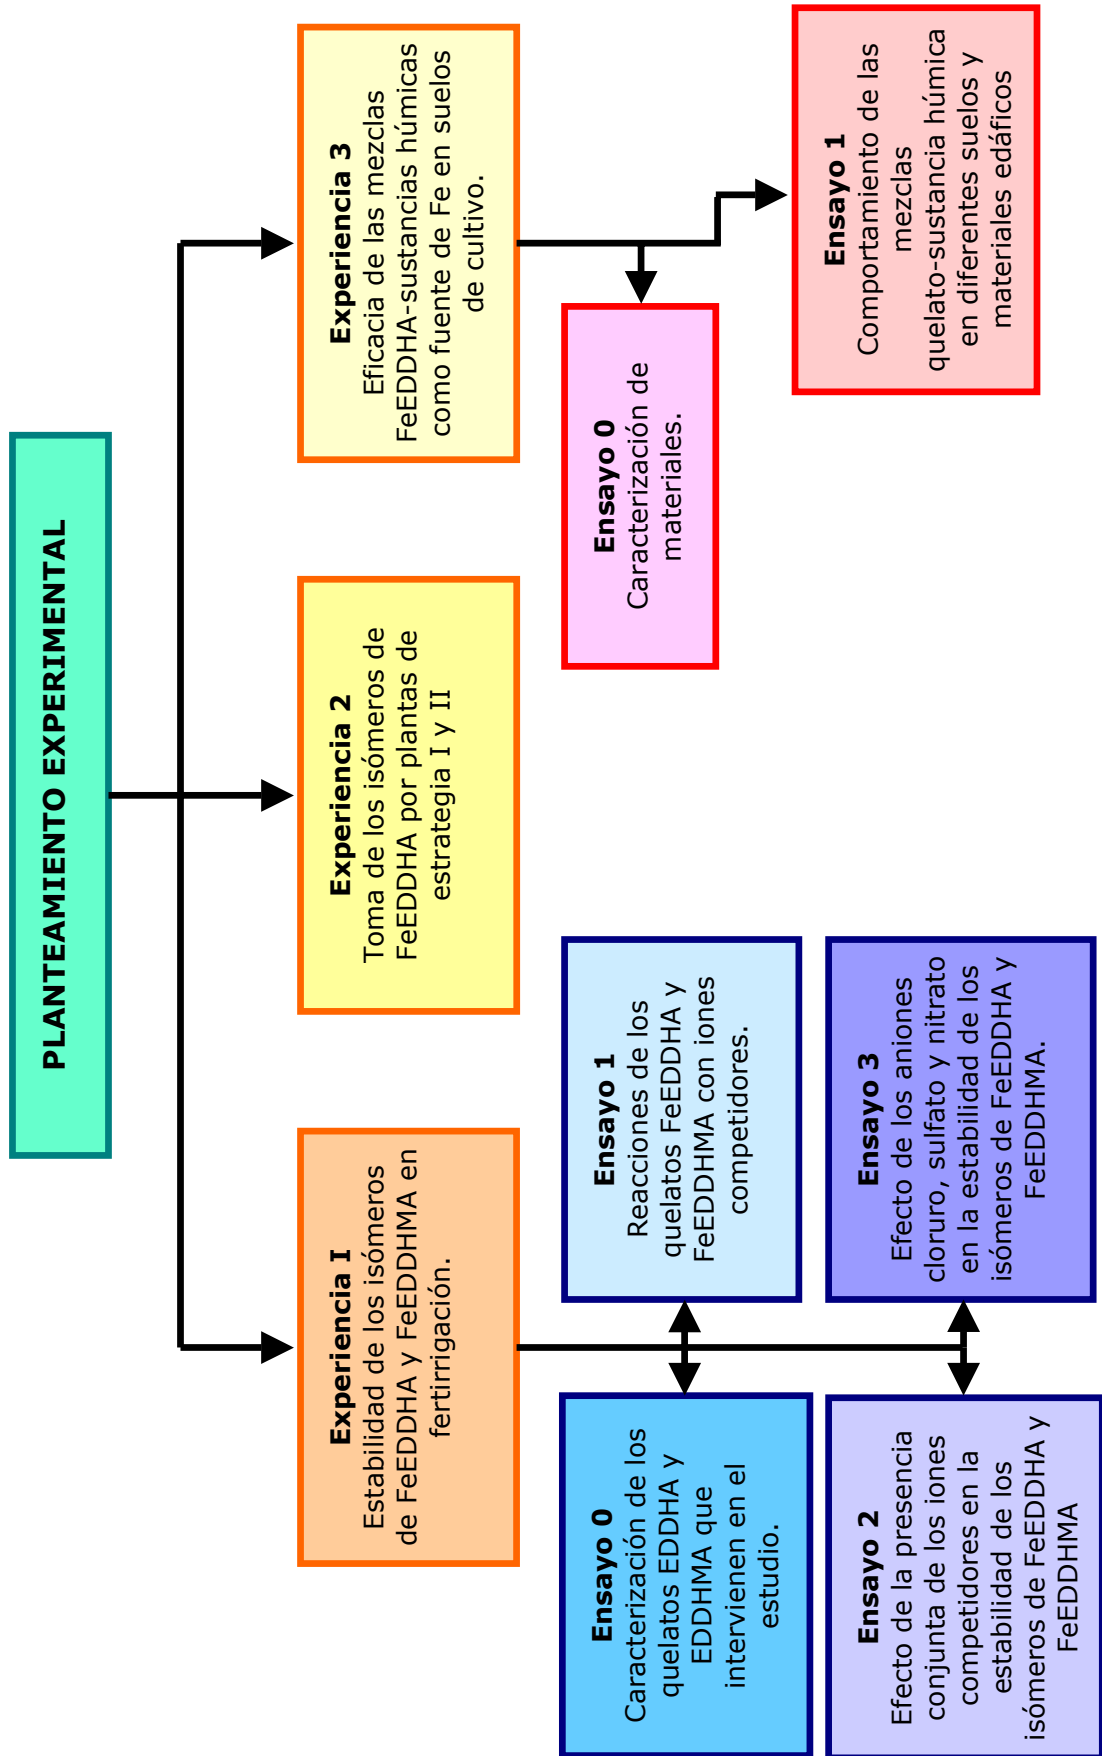 PLANTEAMIENTO EXPERIMENTAL
Experiencia I
Estabilidad de los isómeros
de FeEDDHA y FeEDDHMA en
fertirrigación.
Experiencia 2
Toma de los isómeros de
FeEDDHA por plantas de
estrategia I y II
Experiencia 3
Eficacia de las mezclas
FeEDDHA-sustancias húmicas
como fuente de Fe en suelos
de cultivo.
Ensayo 0
Caracterización de los
quelatos EDDHA y
EDDHMA que
intervienen en el
estudio.
Ensayo 1
Reacciones de los
quelatos FeEDDHA y
FeEDDHMA con iones
competidores.
Ensayo 2
Efecto de la presencia
conjunta de los iones
competidores en la
estabilidad de los
isómeros de FeEDDHA y
FeEDDHMA
Ensayo 3
Efecto de los aniones
cloruro, sulfato y nitrato
en la estabilidad de los
isómeros de FeEDDHA y
FeEDDHMA.
Ensayo 0
Caracterización de
materiales.
Ensayo 1
Comportamiento de las
mezclas
quelato-sustancia húmica
en diferentes suelos y
materiales edáficos